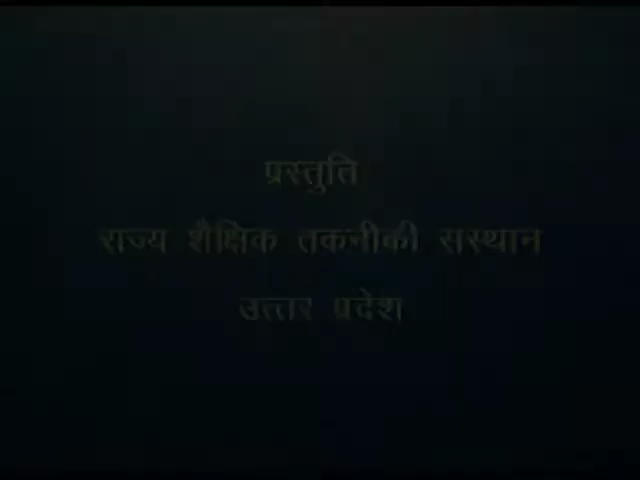 प्रस्तुति
राज्य शैक्षिक तकनीकी संस्थान
उत्तर प्रदेश